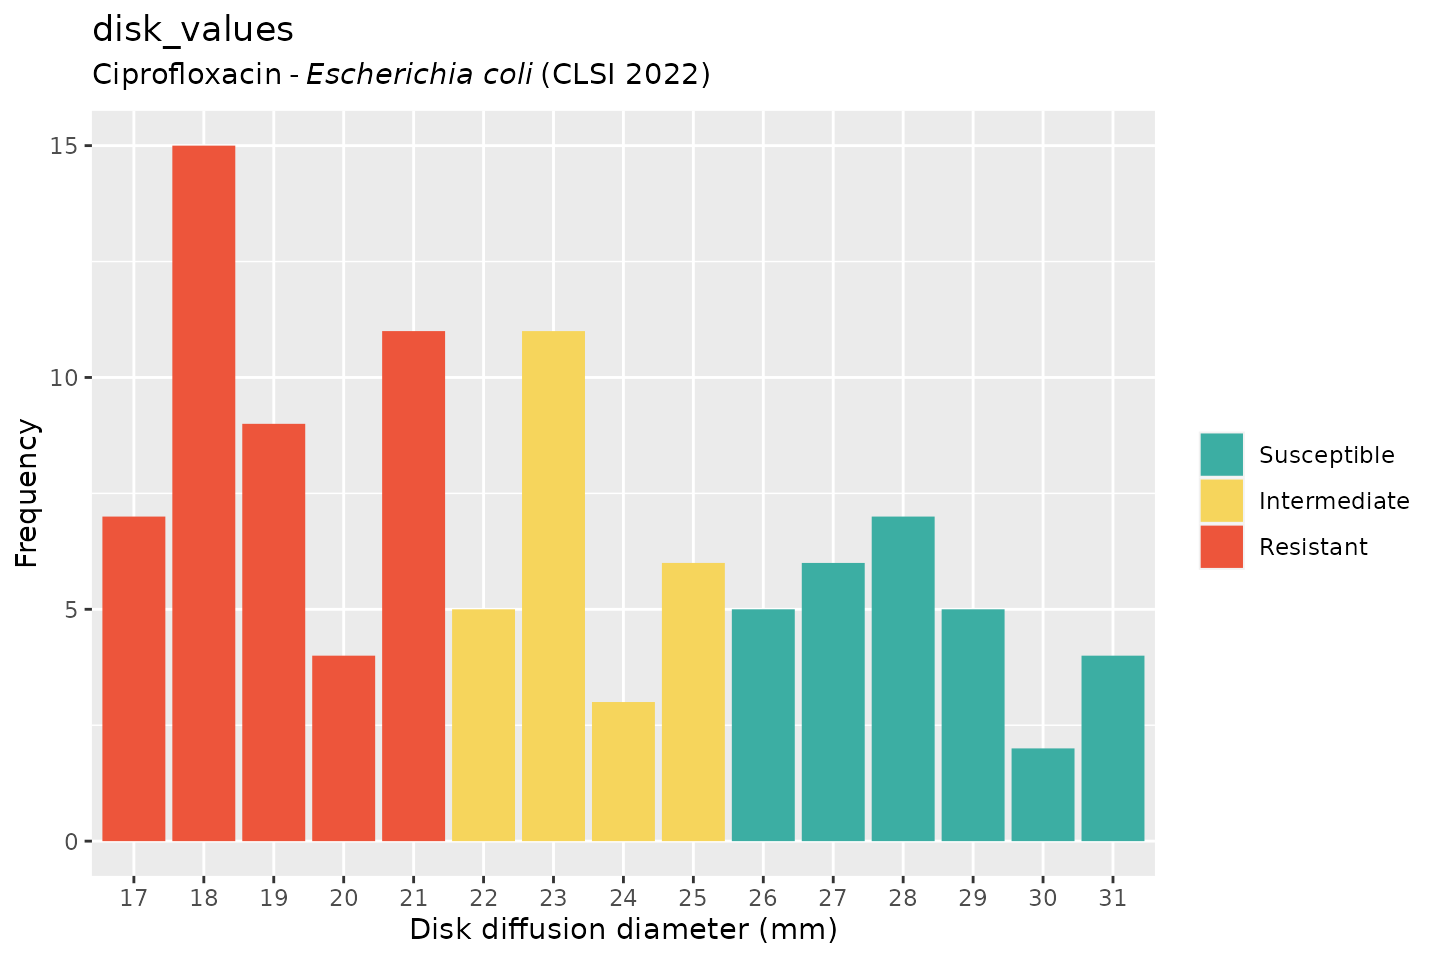 disk_values
Ciprofloxacin - Escherichia coli (CLSI 2022)
15
10
5
0
Frequency
17 18 19 20 21 22 23 24 25 26 27 28 29 30 31
Disk diffusion diameter (mm)
Susceptible
Intermediate
Resistant